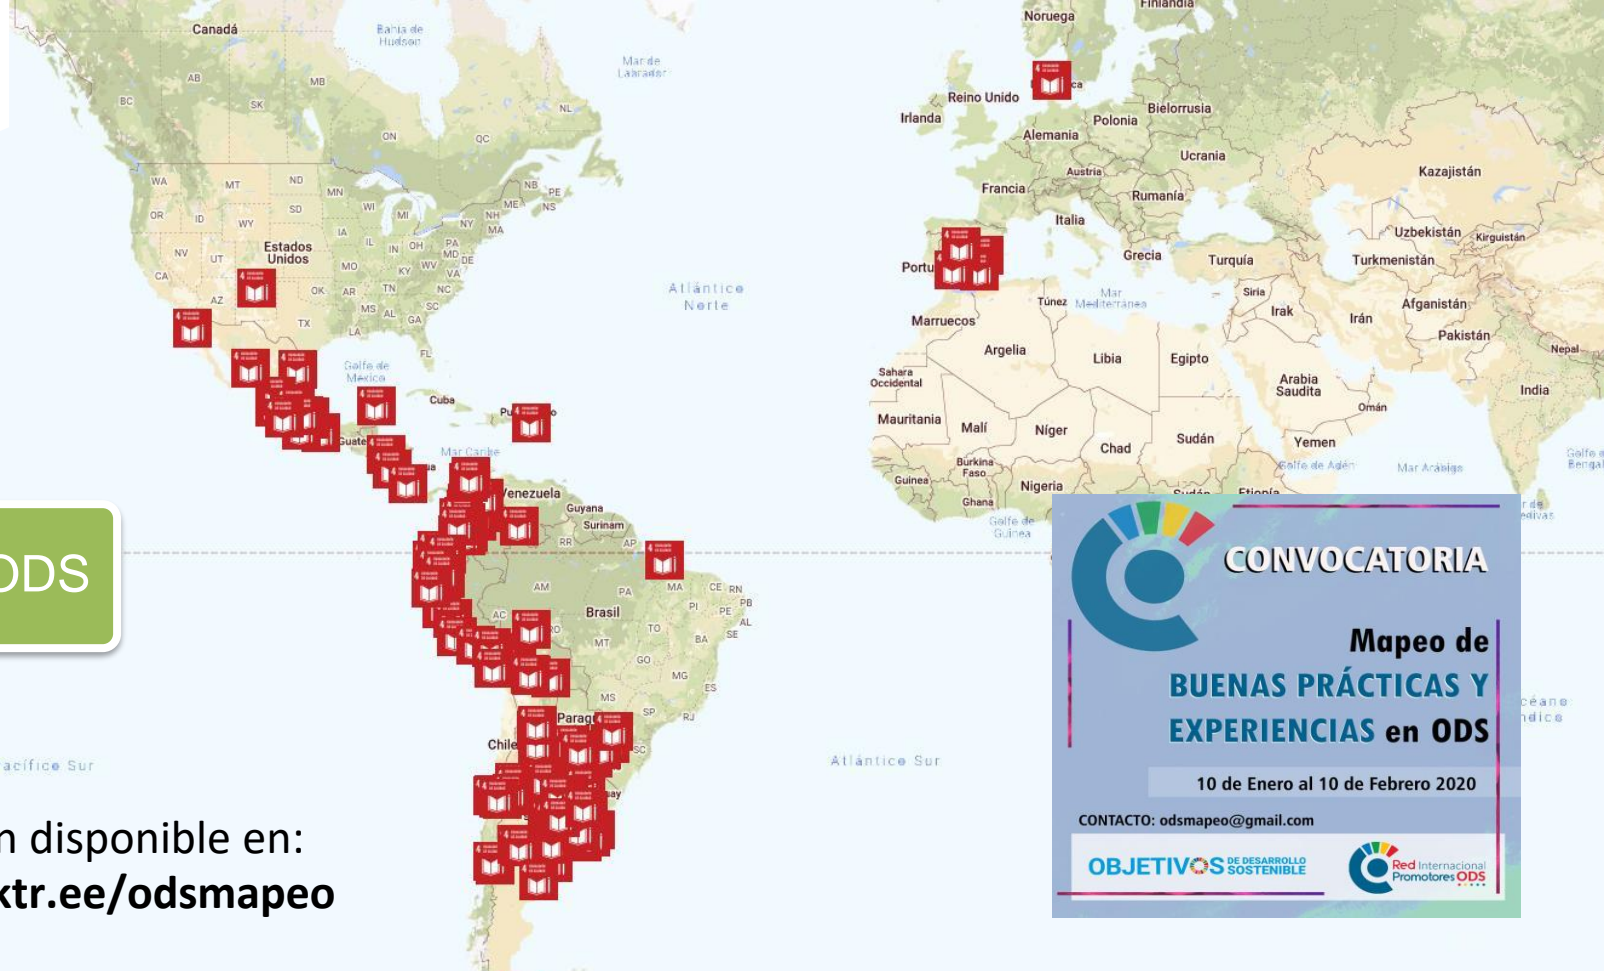 Finlandia
Noruega
Canadá
Bahía de
Hudson
Mar de
Labrador
AB
MB
BC
SK
NL
ON
QC
Reino Unido
Irlanda
Polonia
Bielorrusia
Alemania
Ucrania
Austria
Kazajistán
Francia
Rumanía
Italia
WA
MT
ND
MN
NB
PE
OR
ID
SD
WI
MI
ME
NS
WY
NH
NY
MA
IA
Estados
Unidos
NV
UT
IL
IN
OH
PA
MD
DE
MO
KY
WV
VA
CA
AZ
OK
AR
TN
NC
TX
MS
AL
GA
SC
LA
FL
Uzbekistán
Kirguistán
Grecia
Turquía
Turkmenistán
Portu
Atlántico
Norte
Túnez
Mar
Mediterráneo
Siria
Irak
Irán
Afganistán
Pakistán
Marruecos
Argelia
Libia
Egipto
Nepal
Golfo de
México
Sahara
Occidental
Arabia
Saudita
India
Omán
Cuba
Mauritania
Malí
Níger
Chad
Sudán
Yemen
Guate
Mar Caribe
Burkina
Faso
Golfo de Adén
Mar Arábigo
Guinea
Nigeria
Ghana
Sudán
Etiopía
Venezuela
Guyana
Surinam
Golfo de
Guinea
RR
AP
AM
PA
MA
CE
RN
AC
RO
Brasil
PI
PE
PB
AL
TO
SE
MT
BA
GO
MG
ES
MS
SP
RJ
Parag
SC
Chile
uay
Atlántico Sur
acífico Sur
céano
ndico
ODS
n disponible en:
ktr.ee/odsmapeo
CONVOCATORIA
Mapeo de
BUENAS PRÁCTICAS Y
EXPERIENCIAS en ODS
10 de Enero al 10 de Febrero 2020
CONTACTO: odsmapeo@gmail.com
OBJETIVOS DE DESARROLLO
SOSTENIBLE
Red Internacional
Promotores ODS